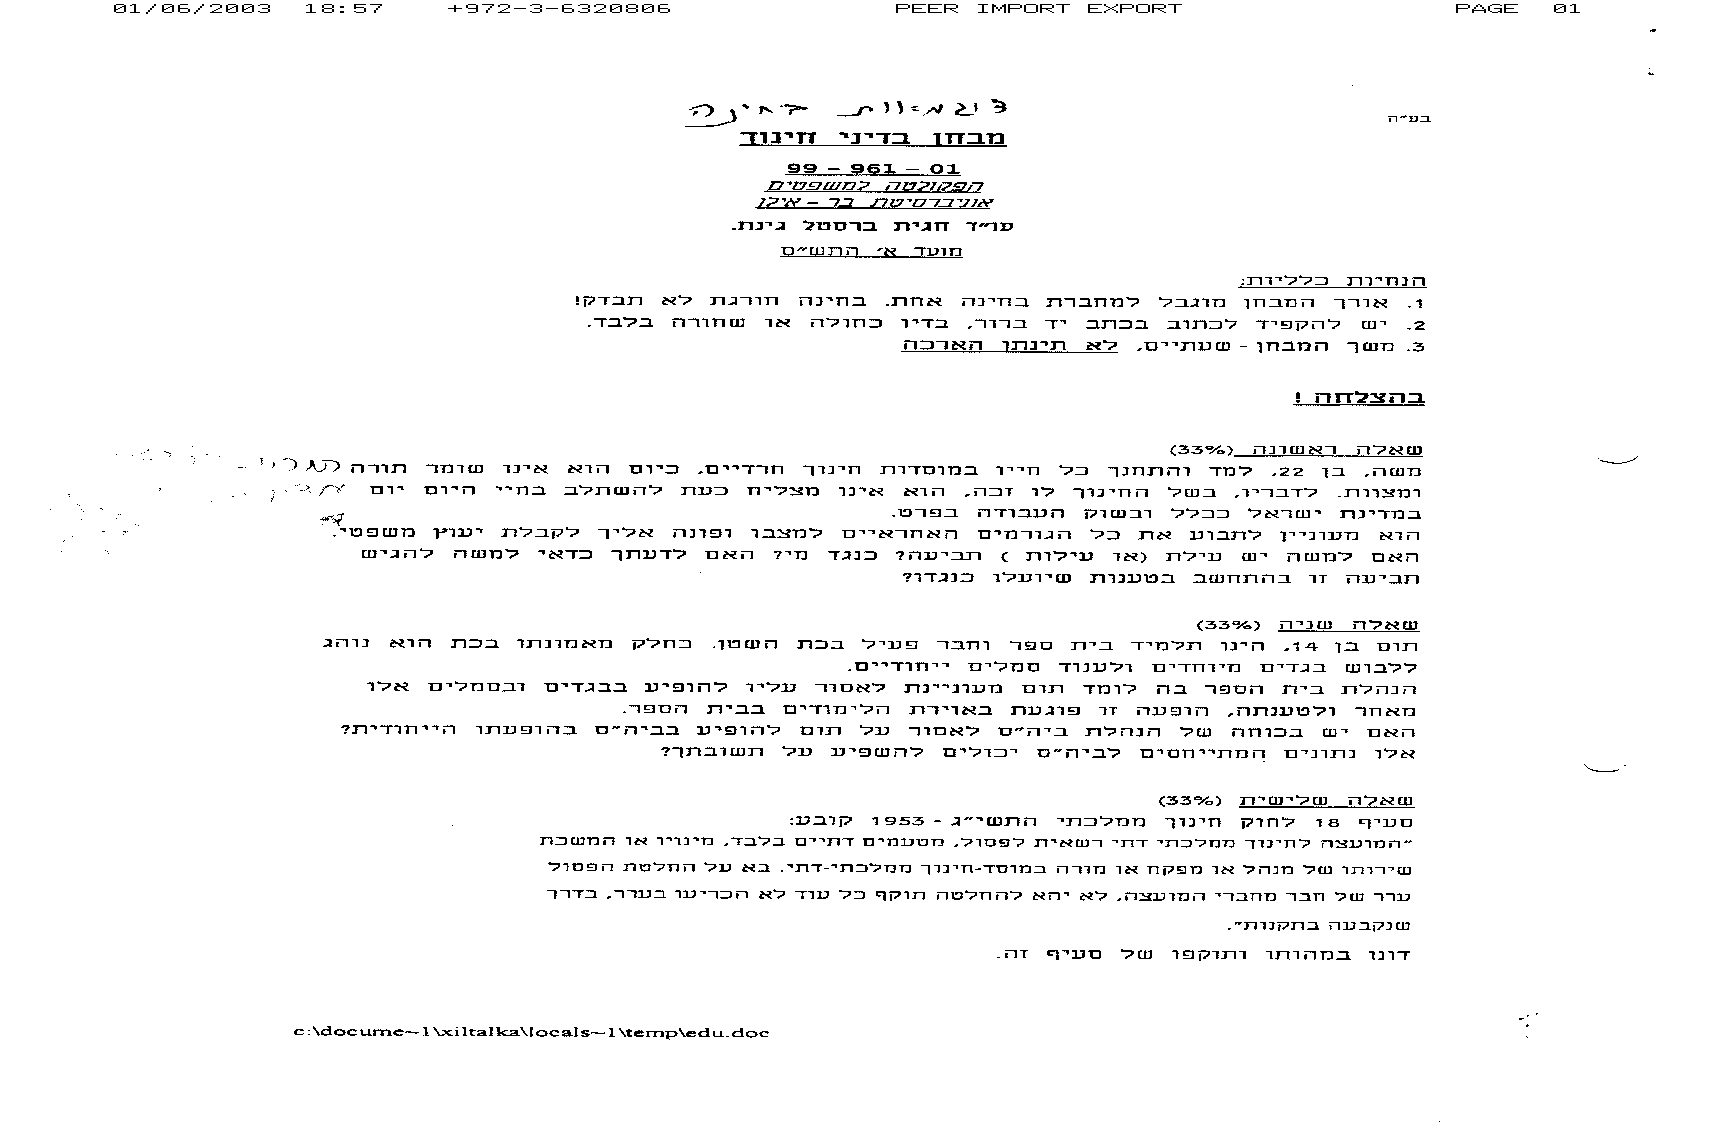 01/06/2003 18:57 +972-3-6320806 PEER IMPORT EXPORT PAGE 01
בע״ה
דוגמאות בחינה
מבחן בדיני חינוך
99 - 961 - 01
הפקולטה למשפטים
אוניברסיטת בר - אילן
עו״ד חגית ברסטל גינת.
מועד א׳ התש״ס
הנחיות כלליות:
1. אורך המבחן מוגבל למחברת בחינה אחת. בחינה חורגת לא תבדק!
2. יש להקפיד לכתוב בכתב יד ברור, בדיו כחולה או שחורה בלבד.
3. משך המבחן - שעתיים, לא תינתן הארכה
בהצלחה !
שאלה ראשונה (33%)
משה, בן 22, למד והתחנך כל חייו במוסדות חינוך חרדיים, כיום הוא אינו שומר תורה
ומצוות. לדבריו, בשל החינוך לו זכה, הוא אינו מצליח כעת להשתלב בחיי היום יום
במדינת ישראל ככלל ובשוק העבודה בפרט.
הוא מעוניין לתבוע את כל הגורמים האחראיים למצבו ופונה אליך לקבלת יעוץ משפטי.
האם למשה יש עילת (או עילות ) תביעה? כנגד מי? האם לדעתך כדאי למשה להגיש
תביעה זו בהתחשב בטענות שיועלו כנגדו?
שאלה שניה (33%)
תום בן 14, הינו תלמיד בית ספר וחבר פעיל בכת השטן. כחלק מאמונתו בכת הוא נוהג
ללבוש בגדים מיוחדים ולענוד סמלים ייחודיים.
הנהלת בית הספר בה לומד תום מעוניינת לאסור עליו להופיע בבגדים ובסמלים אלו
מאחר ולטענתה, הופעה זו פוגעת באוירת הלימודים בבית הספר.
האם יש בכוחה של הנהלת ביה״ס לאסור על תום להופיע בביה״ס בהופעתו הייחודית?
אלו נתונים המתייחסים לביה״ס יכולים להשפיע על תשובתך?
שאלה שלישית (33%)
סעיף 18 לחוק חינוך ממלכתי התשי״ג - 1953 קובע:
״המועצה לחינוך ממלכתי דתי רשאית לפסול, מטעמים דתיים בלבד, מינויו או המשכת
שירותו של מנהל או מפקח או מורה במוסד-חינוך ממלכתי-דתי. בא על החלטת הפסול
ערר של חבר מחברי המועצה, לא יהא להחלטה תוקף כל עוד לא הכריעו בערר, בדרך
שנקבעה בתקנות״.
דונו במהותו ותוקפו של סעיף זה.
c:\docume~1\xiltalka\locals~1\temp\edu.doc